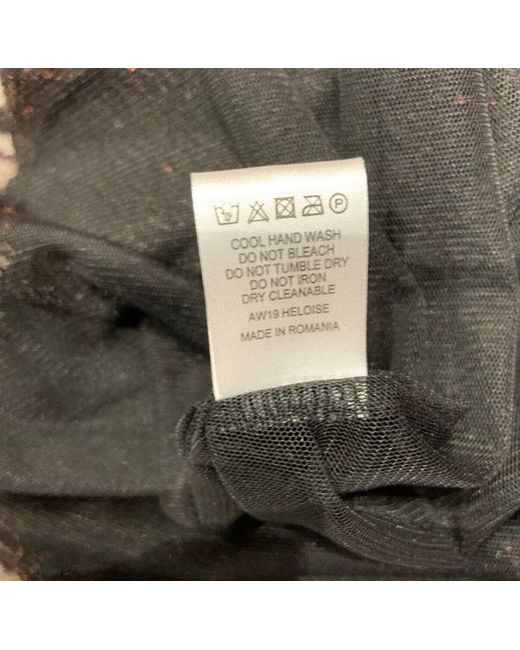 P
COOL HAND WASH
DO NOT BLEACH
DO NOT TUMBLE DRY
DO NOT IRON
DRY CLEANABLE
AW19 HELOISE
MADE IN ROMANIA